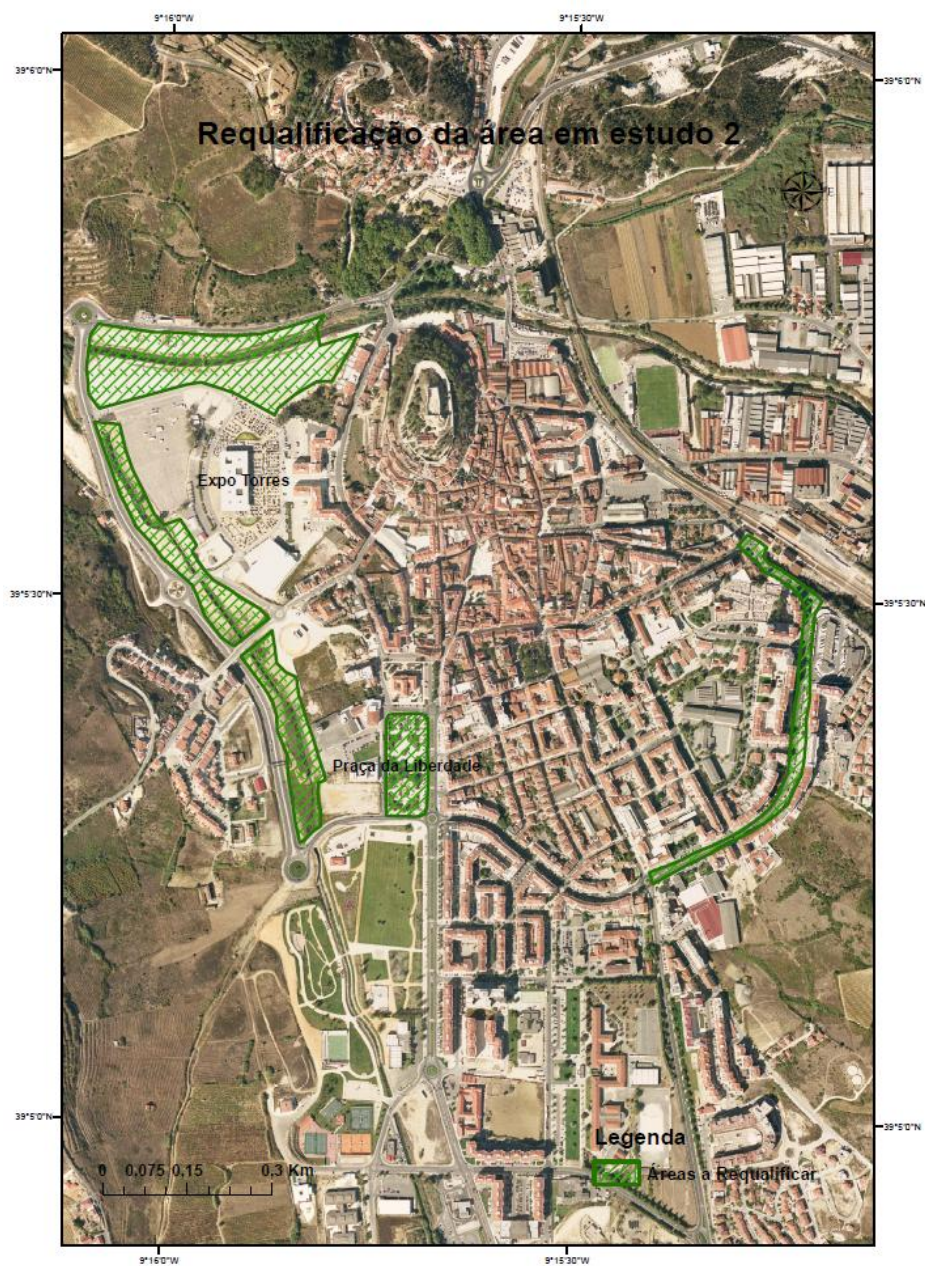 9°16'0"W 9°15'30"W
39°6'0"N 39°6'0"N
Requalificação da área em estudo 2
E
Expo Torres
39°5'30"N 39°5'30"N
Praça da Liberdade
39°5'0"N 39°5'0"N
Legenda
0 0,075 0,15 0,3 Km
Áreas a Requalificar
9°16'0"W 9°15'30"W